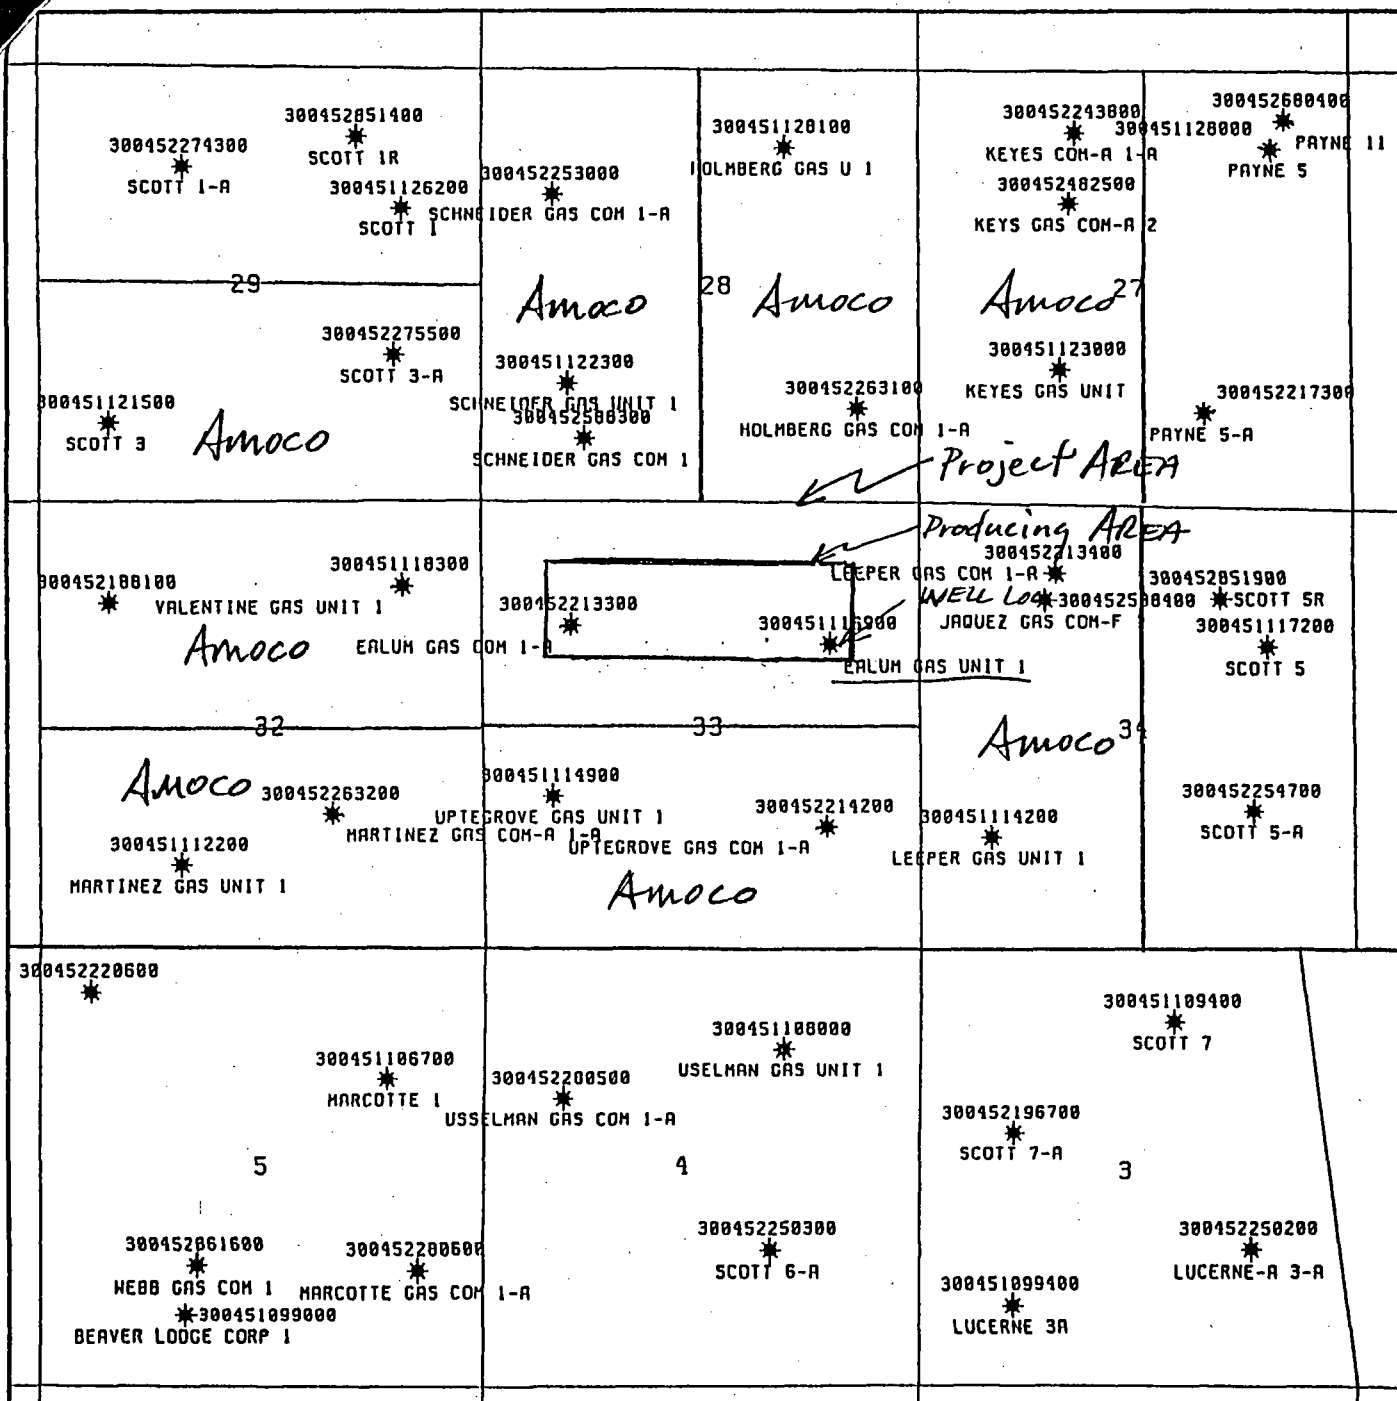 300452851400
SCOTT 1R
300452274300
SCOTT 1-A
300451126200
SCOTT 1
300452253000
SCHNEIDER GAS COM 1-A
300451128100
HOLMBERG GAS U 1
300452243800
KEYES COM-A 1-A
300451128000
PAYNE 5
300452680400
PAYNE 11
300452482500
KEYS GAS COM-A 2
29
Amoco
28
Amoco
Amoco
27
300452275500
SCOTT 3-A
300451121500
SCOTT 3
Amoco
300451122300
SCHNEIDER GAS UNIT 1
300452588300
SCHNEIDER GAS COM 1
300452263100
HOLMBERG GAS COM 1-A
300451123000
KEYES GAS UNIT
300452217300
PAYNE 5-A
Project AREA
Producing AREA
300452188100
300451118300
VALENTINE GAS UNIT 1
Amoco
300452213300
EALUM GAS COM 1-A
300451115900
EALUM GAS UNIT 1
300452213400
LEEPER GAS COM 1-A
WELL LOC
300452508400
JAQUEZ GAS COM-F
300452851900
SCOTT 5R
300451117200
SCOTT 5
32
33
Amoco
34
Amoco
300452263200
MARTINEZ GAS COM-A 1-A
300451112200
MARTINEZ GAS UNIT 1
300451114900
UPTEGROVE GAS UNIT 1
300452214200
UPTEGROVE GAS COM 1-A
Amoco
300451114200
LEEPER GAS UNIT 1
300452254700
SCOTT 5-A
300452220600
300451106700
MARCOTTE 1
300452200500
USSELMAN GAS COM 1-A
300451108000
USELMAN GAS UNIT 1
300451109400
SCOTT 7
300452196700
SCOTT 7-A
5
4
3
300452861600
WEBB GAS COM 1
300451099000
BEAVER LODGE CORP 1
300452280600
MARCOTTE GAS COM 1-A
300452250300
SCOTT 6-A
300451099400
LUCERNE 3A
300452250200
LUCERNE-A 3-A